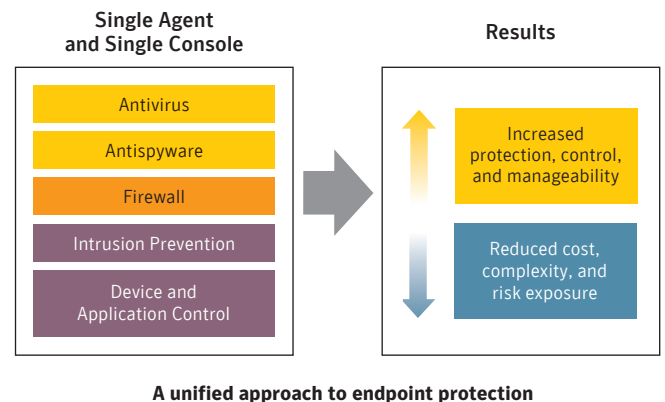 Single Agent
and Single Console
Antivirus
Antispyware
Firewall
Intrusion Prevention
Device and
Application Control
Results
Increased
protection, control,
and manageability
Reduced cost,
complexity, and
risk exposure
A unified approach to endpoint protection